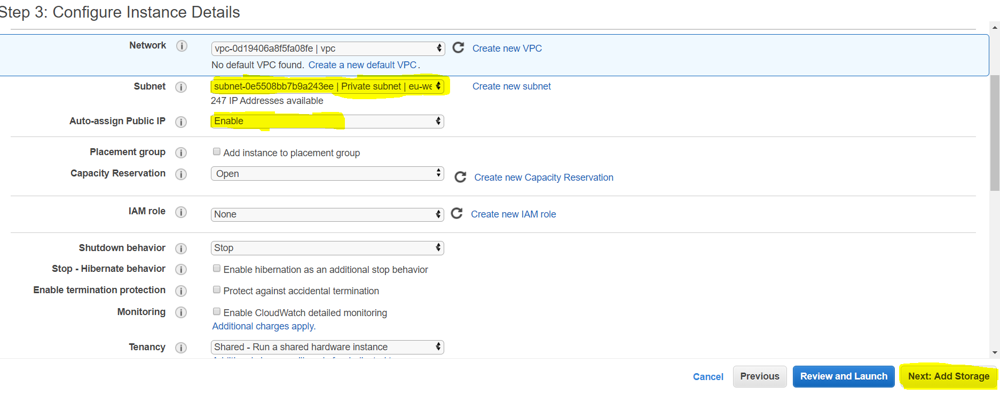 Step 3: Configure Instance Details
Network i vpc-0d19406a8f5fa08fe | vpc Create new VPC
No default VPC found. Create a new default VPC.
Subnet i subnet-0e5508bb7b9a243ee | Private subnet | eu-we Create new subnet
247 IP Addresses available
Auto-assign Public IP i Enable
Placement group i Add instance to placement group
Capacity Reservation i Open Create new Capacity Reservation
IAM role i None Create new IAM role
Shutdown behavior i Stop
Stop - Hibernate behavior i Enable hibernation as an additional stop behavior
Enable termination protection i Protect against accidental termination
Monitoring i Enable CloudWatch detailed monitoring
Additional charges apply.
Tenancy i Shared - Run a shared hardware instance
Cancel Previous Review and Launch Next: Add Storage